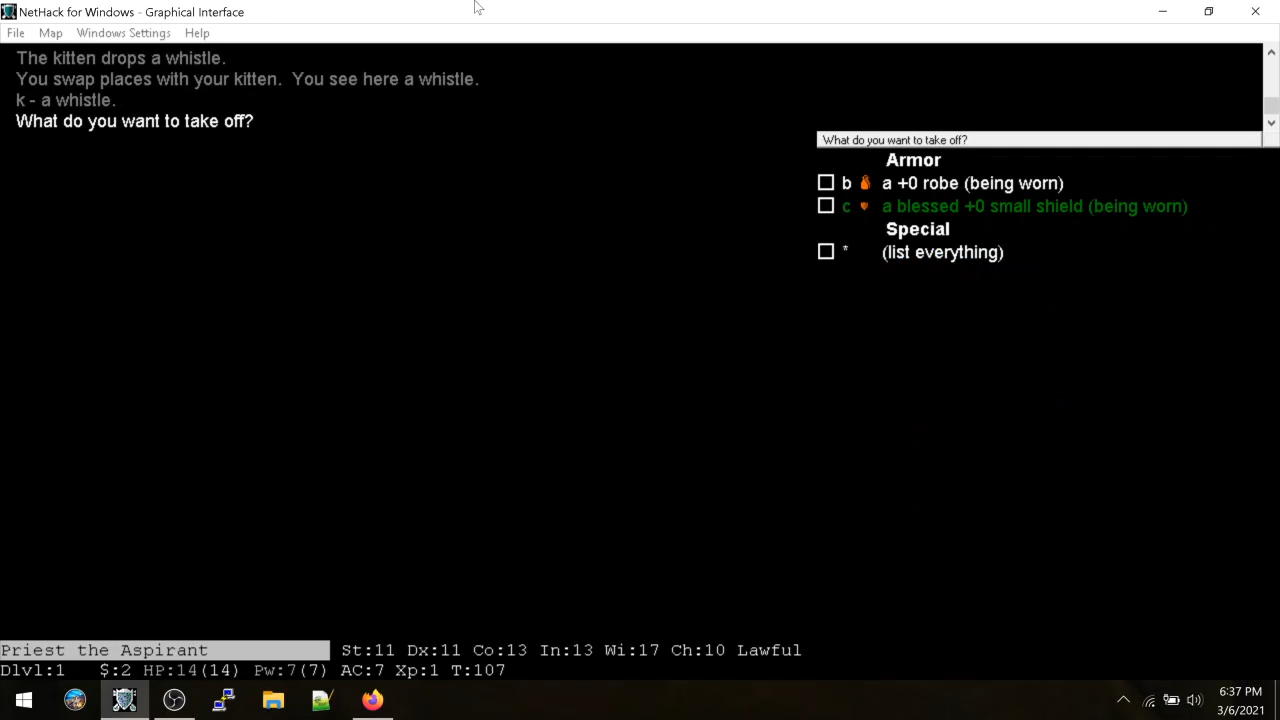 NetHack for Windows - Graphical Interface
File Map Windows Settings Help
The kitten drops a whistle.
You swap places with your kitten. You see here a whistle.
k - a whistle.
What do you want to take off?
What do you want to take off?
Armor
b a +0 robe (being worn)
c a blessed +0 small shield (being worn)
Special
* (list everything)
Priest the Aspirant St:11 Dx:11 Co:13 In:13 Wi:17 Ch:10 Lawful
Dlvl:1 $:2 HP:14(14) Pw:7(7) AC:7 Xp:1 T:107
6:37 PM
3/6/2021